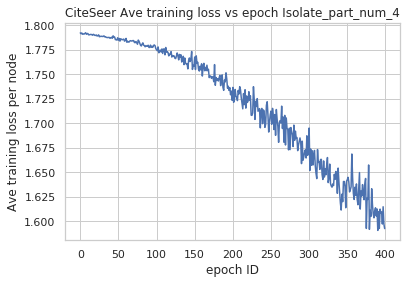 CiteSeer Ave training loss vs epoch Isolate_part_num_4
Ave training loss per node
1.800
1.775
1.750
1.725
1.700
1.675
1.650
1.625
1.600
0 50 100 150 200 250 300 350 400
epoch ID